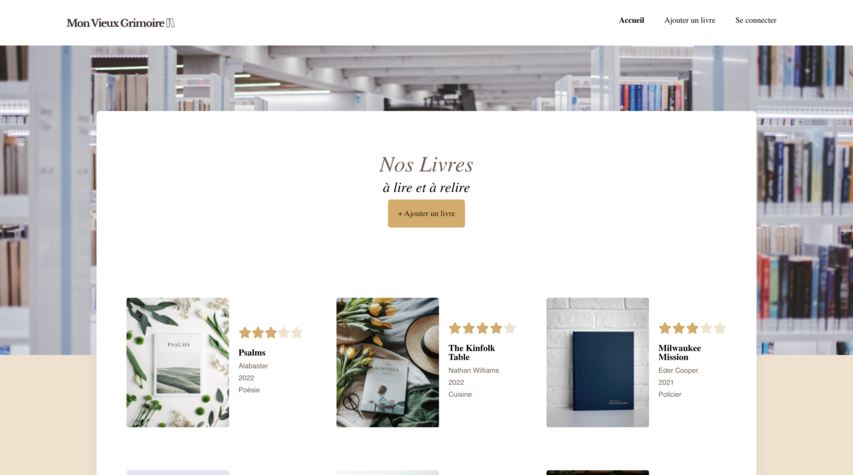 Mon Vieux Grimoire
Accueil
Ajouter un livre
Se connecter
Nos Livres
à lire et à relire
+ Ajouter un livre
PSALMS
Psalms
Alabaster
2022
Poésie
KINFOLK
The Kinfolk
Table
Nathan Williams
2022
Cuisine
Milwaukee
Mission
Eder Cooper
2021
Policier